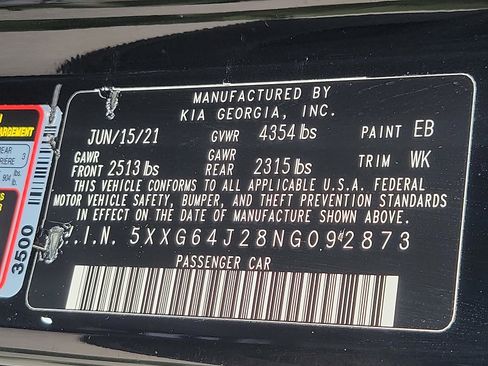 MANUFACTURED BY
KIA GEORGIA, INC.
JUN/15/21 GVWR 4354 lbs PAINT EB
GAWR FRONT 2513 lbs GAWR REAR 2315 lbs TRIM WK
THIS VEHICLE CONFORMS TO ALL APPLICABLE U.S.A. FEDERAL
MOTOR VEHICLE SAFETY, BUMPER, AND THEFT PREVENTION STANDARDS
IN EFFECT ON THE DATE OF MANUFACTURE SHOWN ABOVE.
.I.N. 5XXG64J28NG092873
PASSENGER CAR
3500